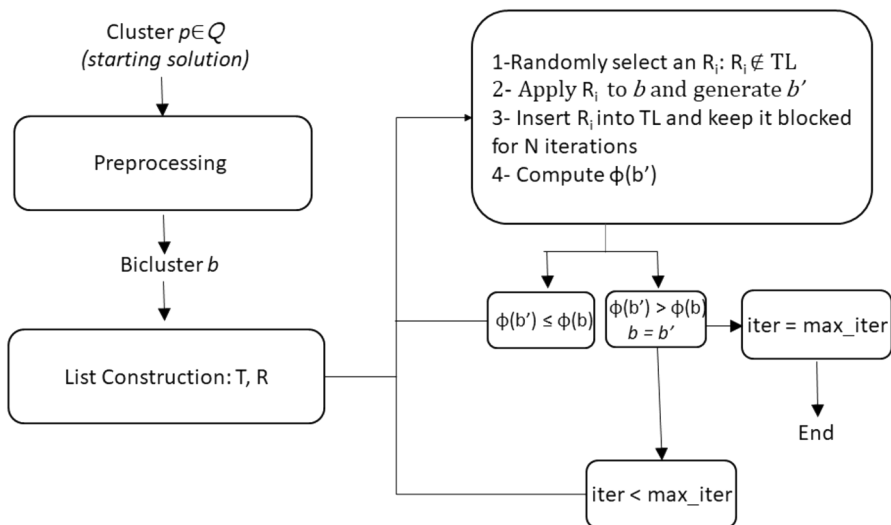 Cluster p∈Q
(starting solution)
Preprocessing
Bicluster b
List Construction: T, R
1-Randomly select an Rᵢ: Rᵢ ∉ TL
2- Apply Rᵢ to b and generate b′
3- Insert Rᵢ into TL and keep it blocked
for N iterations
4- Compute ϕ(b′)
ϕ(b′) ≤ ϕ(b)
ϕ(b′) > ϕ(b)
b = b′
iter = max_iter
End
iter < max_iter